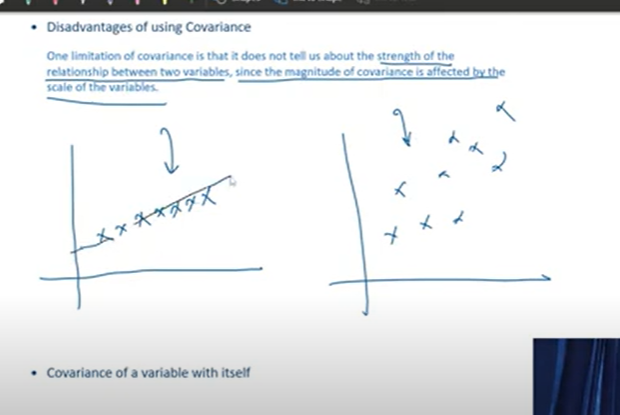 • Disadvantages of using Covariance
One limitation of covariance is that it does not tell us about the strength of the
relationship between two variables, since the magnitude of covariance is affected by the
scale of the variables.
• Covariance of a variable with itself